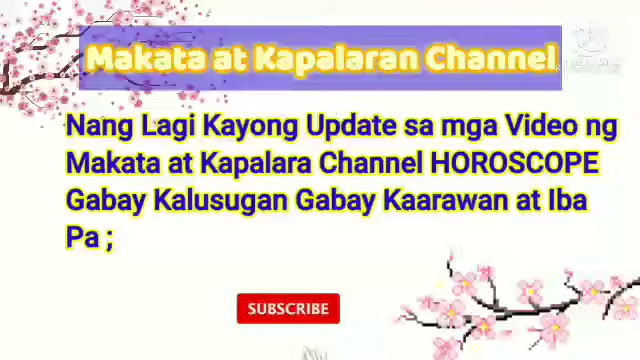 Makata at Kapalaran Channel
Nang Lagi Kayong Update sa mga Video ng
Makata at Kapalara Channel HOROSCOPE
Gabay Kalusugan Gabay Kaarawan at Iba
Pa ;
SUBSCRIBE